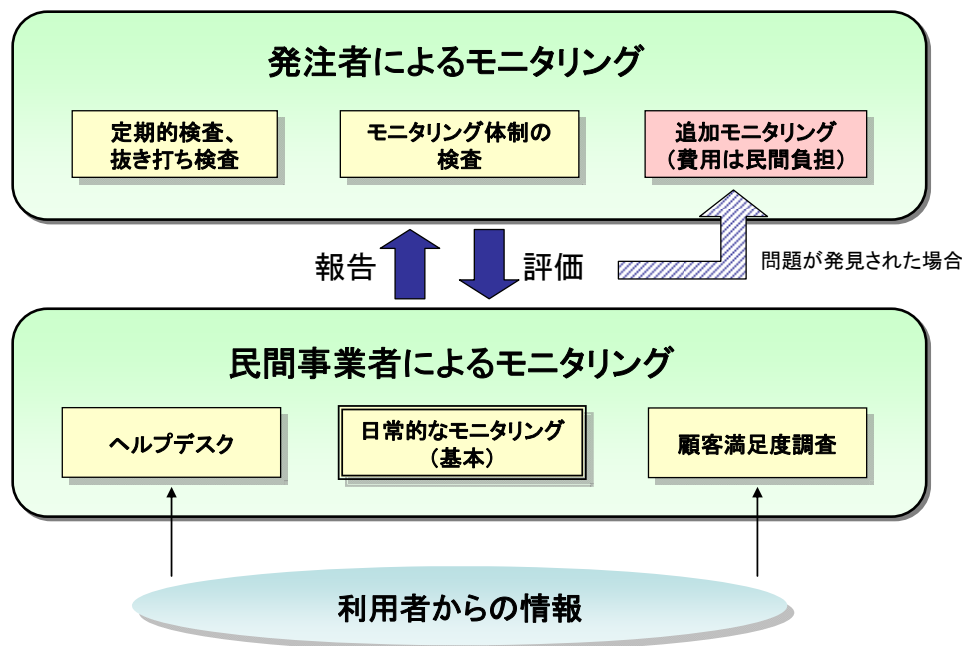 発注者によるモニタリング
定期的検査、
抜き打ち検査
モニタリング体制の
検査
追加モニタリング
（費用は民間負担）
報告
評価
問題が発見された場合
民間事業者によるモニタリング
ヘルプデスク
日常的なモニタリング
（基本）
顧客満足度調査
利用者からの情報